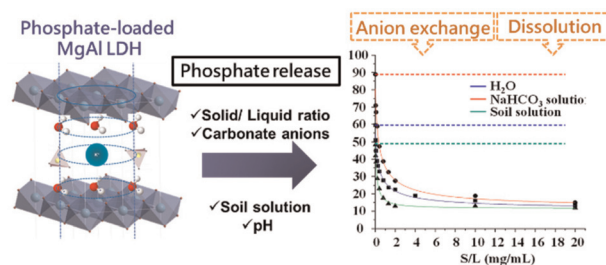 Phosphate-loaded
MgAl LDH
Phosphate release
✓Solid/ Liquid ratio
✓Carbonate anions
✓Soil solution
✓pH
Anion exchange
Dissolution
100
90
80
70
60
50
40
30
20
10
0
H₂O
NaHCO₃ solutio
Soil solution
0 2 4 6 8 10 12 14 16 18 20
S/L (mg/mL)